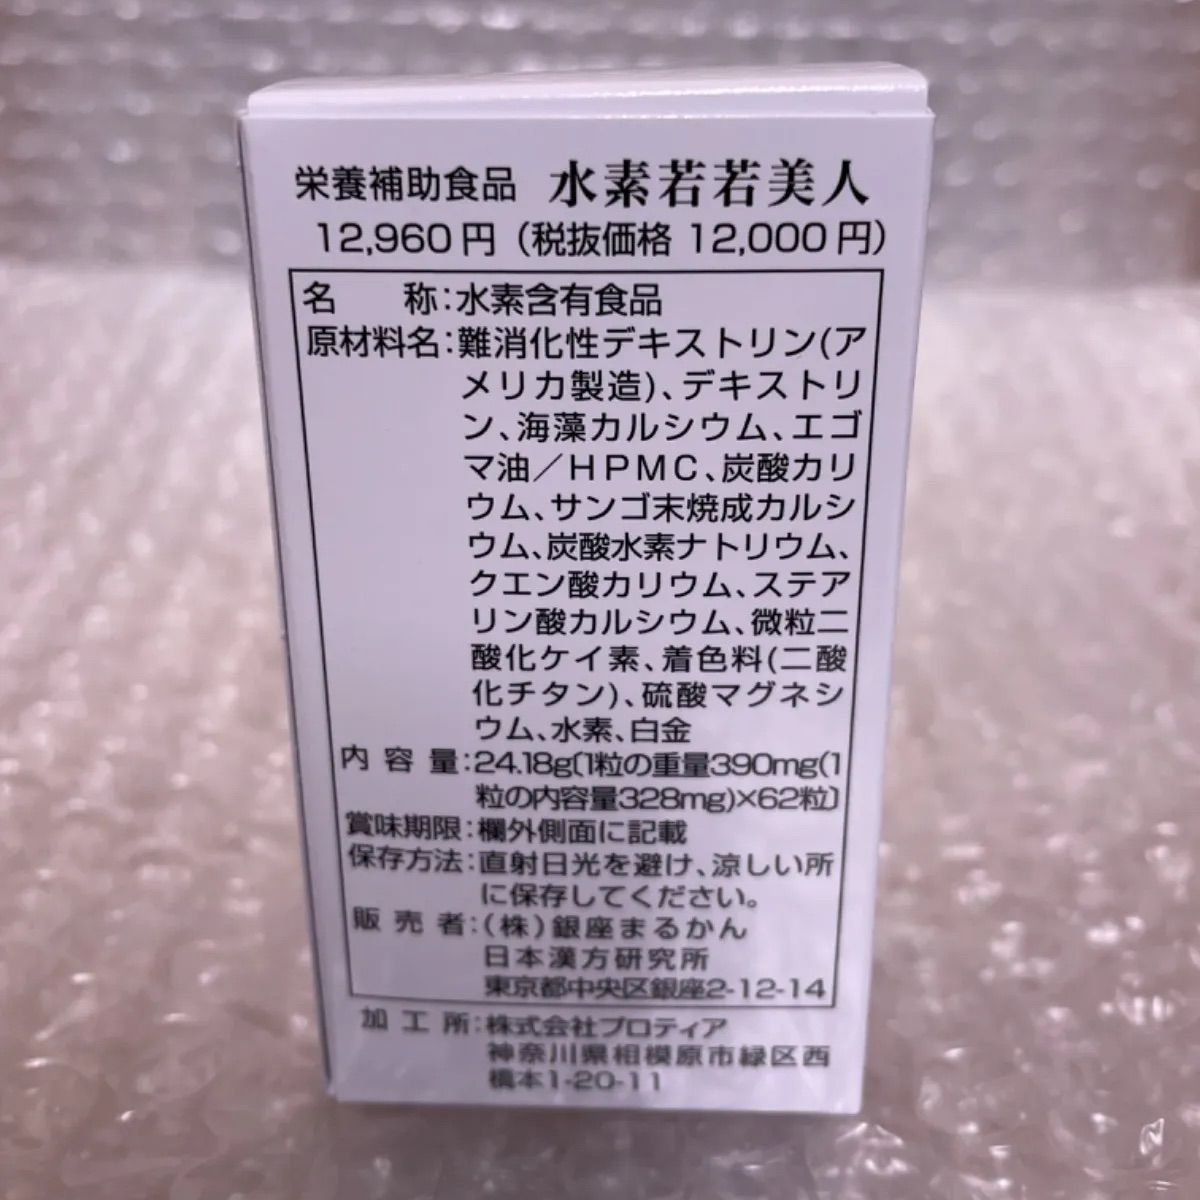 栄養補助食品 水素若若美人
12,960円(税抜価格 12,000円)
名称:水素含有食品
原材料名:難消化性デキストリン(ア
メリカ製造)、デキストリ
ン、海藻カルシウム、エゴ
マ油/HPMC、炭酸カリ
ウム、サンゴ末焼成カルシ
ウム、炭酸水素ナトリウム、
クエン酸カリウム、ステア
リン酸カルシウム、微粒二
酸化ケイ素、着色料(二酸
化チタン)、硫酸マグネシ
ウム、水素、白金
内容量:24.18g〔1粒の重量390mg(1
粒の内容量328mg)×62粒〕
賞味期限:欄外側面に記載
保存方法:直射日光を避け、涼しい所
に保存してください。
販売者:(株)銀座まるかん
日本漢方研究所
東京都中央区銀座2-12-14
加工所:株式会社プロティア
神奈川県相模原市緑区西
橋本1-20-11